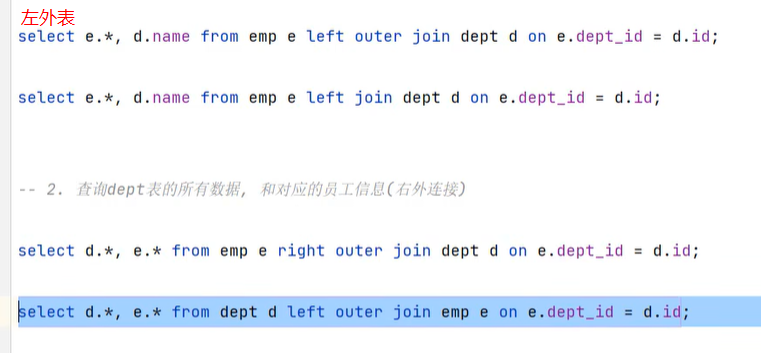 左外表
select e.*, d.name from emp e left outer join dept d on e.dept_id = d.id;
select e.*, d.name from emp e left join dept d on e.dept_id = d.id;
-- 2. 查询dept表的所有数据, 和对应的员工信息(右外连接)
select d.*, e.* from emp e right outer join dept d on e.dept_id = d.id;
select d.*, e.* from dept d left outer join emp e on e.dept_id = d.id;